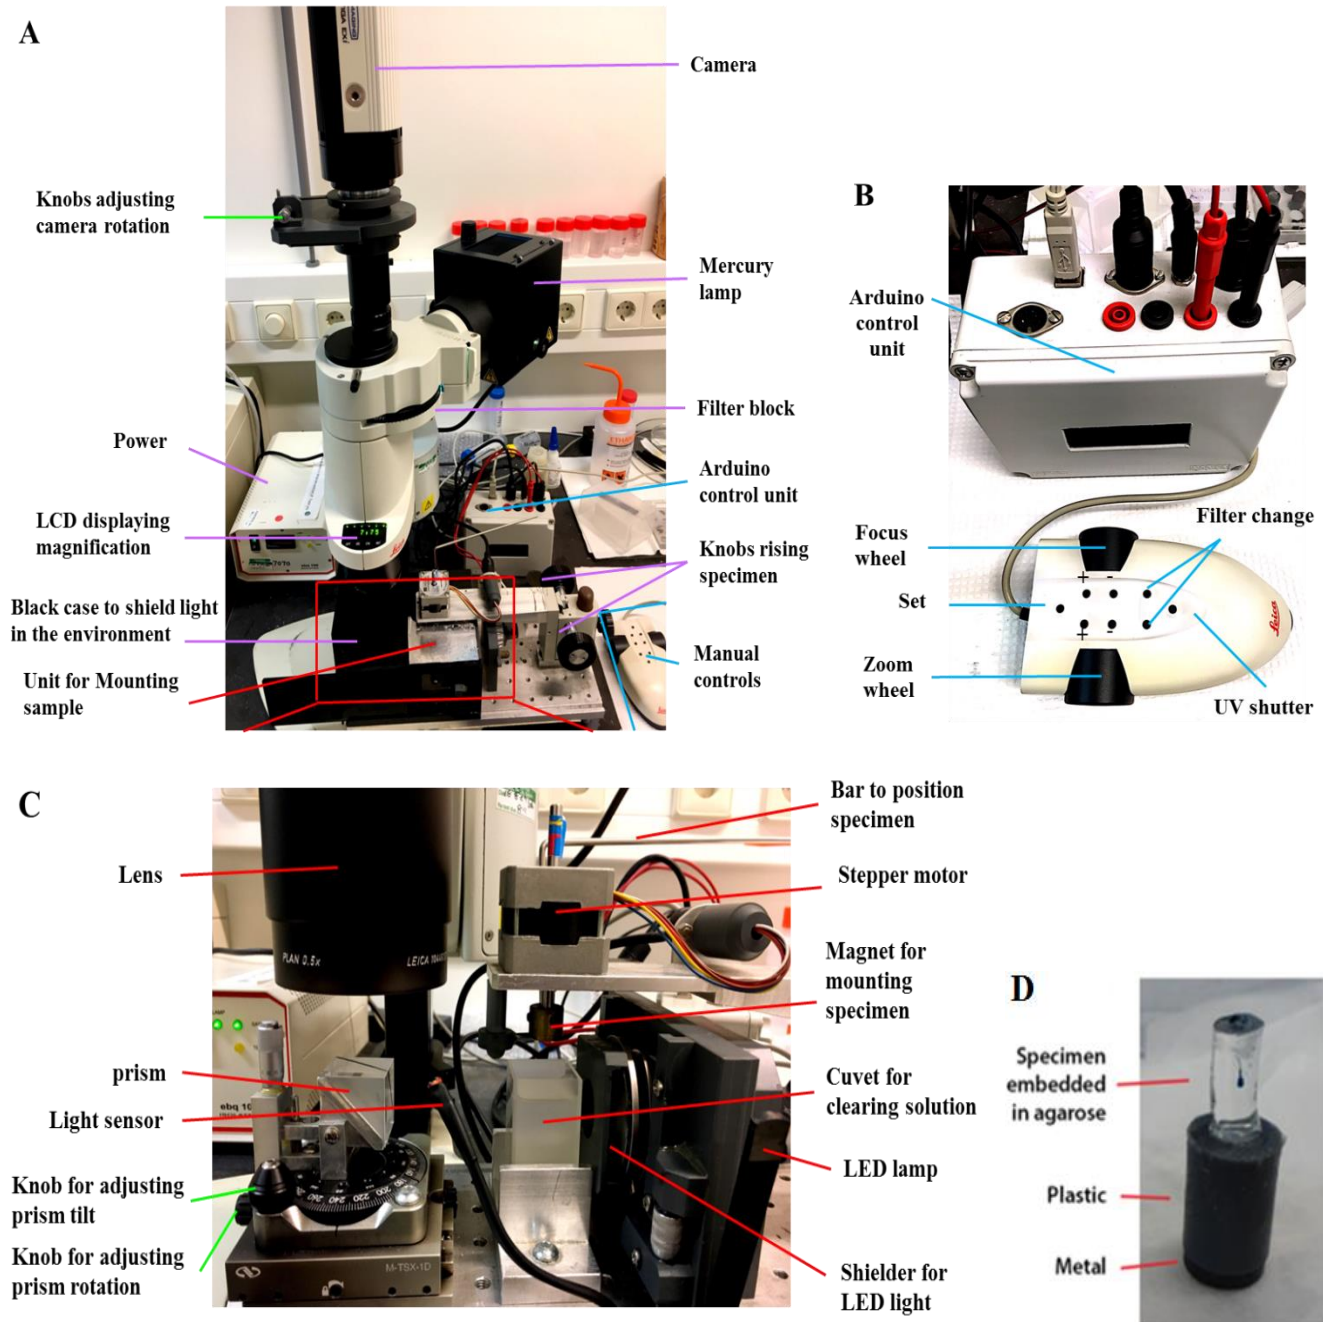 A
Camera
Knobs adjusting
camera rotation
Mercury
lamp
Filter block
Power
Arduino
control unit
LCD displaying
magnification
Knobs rising
specimen
Black case to shield light
in the environment
Unit for Mounting
sample
Manual
controls
B
Arduino
control
unit
Focus
wheel
Filter change
Set
+ -
+ -
Zoom
wheel
UV shutter
Leica
C
Bar to position
specimen
Lens
Stepper motor
PLAN 0.5x
LEICA
Magnet for
mounting
specimen
prism
Light sensor
Cuvet for
clearing solution
LED lamp
Knob for adjusting
prism tilt
Knob for adjusting
prism rotation
M-TSX-1D
Shielder for
LED light
D
Specimen
embedded
in agarose
Plastic
Metal